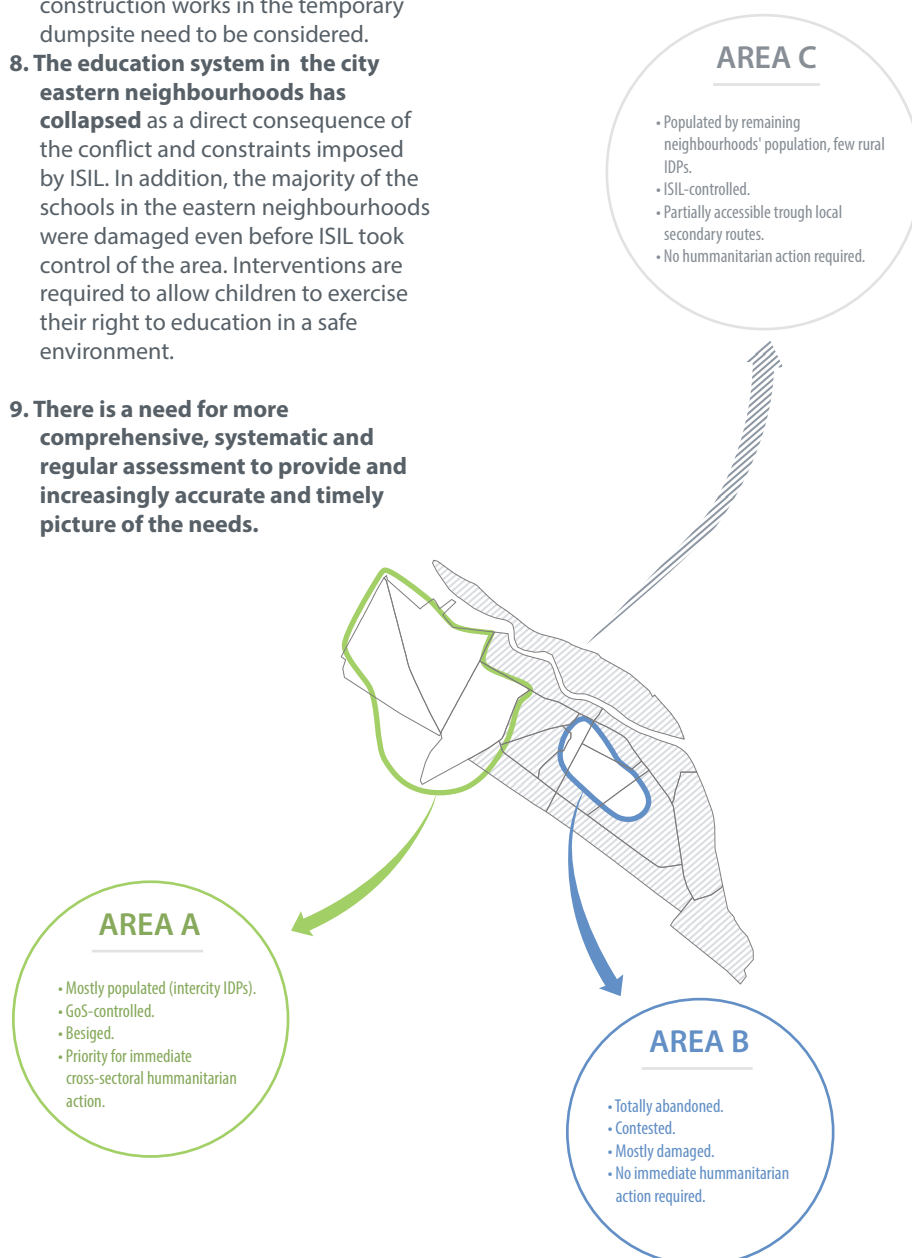 construction works in the temporary
dumpsite need to be considered.
8. The education system in the city
eastern neighbourhoods has
collapsed as a direct consequence of
the conflict and constraints imposed
by ISIL. In addition, the majority of the
schools in the eastern neighbourhoods
were damaged even before ISIL took
control of the area. Interventions are
required to allow children to exercise
their right to education in a safe
environment.
9. There is a need for more
comprehensive, systematic and
regular assessment to provide and
increasingly accurate and timely
picture of the needs.
AREA C
• Populated by remaining
neighbourhoods' population, few rural
IDPs.
• ISIL-controlled.
• Partially accessible trough local
secondary routes.
• No hummanitarian action required.
AREA A
• Mostly populated (intercity IDPs).
• GoS-controlled.
• Besiged.
• Priority for immediate
cross-sectoral hummanitarian
action.
AREA B
• Totally abandoned.
• Contested.
• Mostly damaged.
• No immediate hummanitarian
action required.